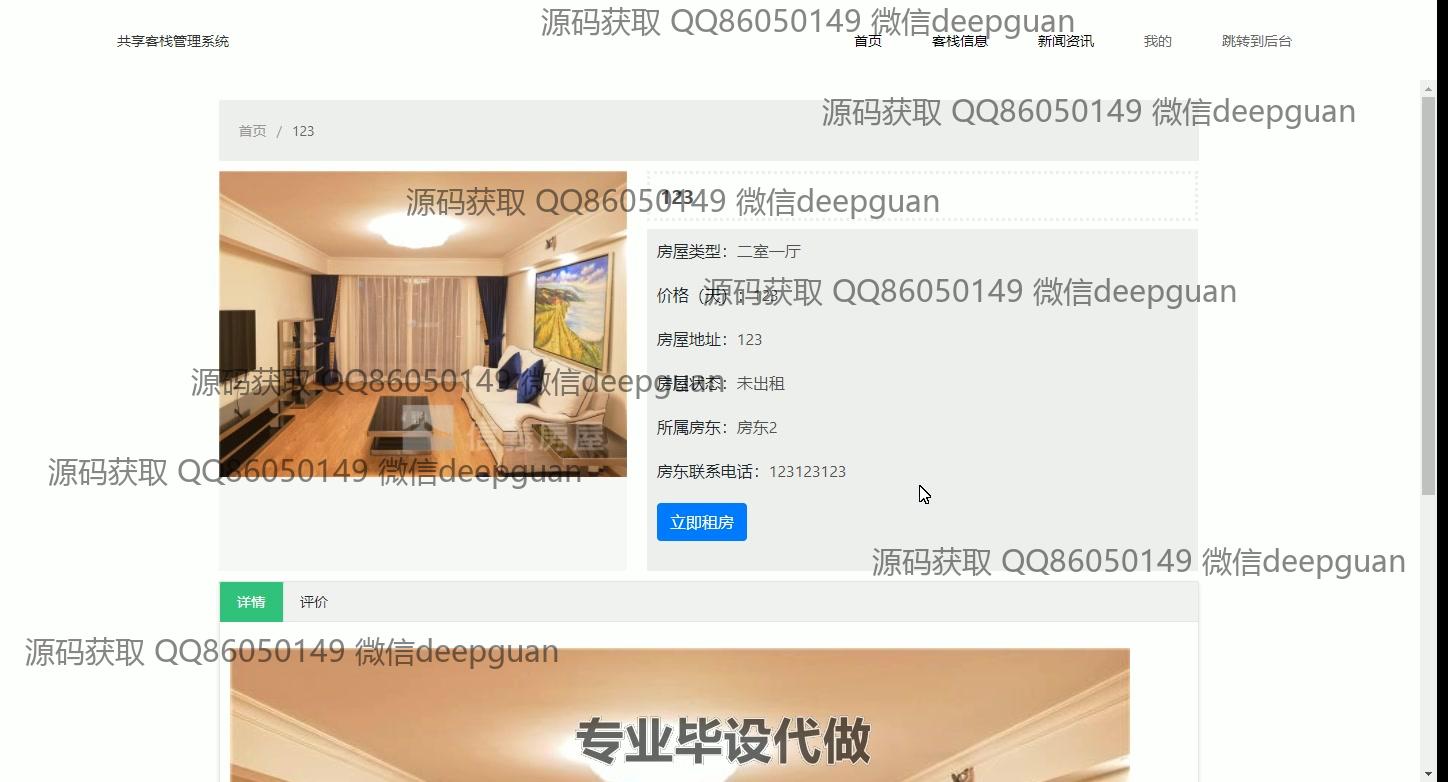 源码获取 QQ86050149 微信deepguan
共享客栈管理系统
首页 客栈信息 新闻资讯 我的 跳转到后台
源码获取 QQ86050149 微信deepguan
首页 / 123
源码获取 QQ86050149 微信deepguan
123
房屋类型：二室一厅
源码获取 QQ86050149 微信deepguan
价格（天）：123
房屋地址：123
源码获取 QQ86050149 微信deepguan
房屋状态：未出租
信義房屋
所属房东：房东2
源码获取 QQ86050149 微信deepguan
房东联系电话：123123123
立即租房
源码获取 QQ86050149 微信deepguan
详情 评价
源码获取 QQ86050149 微信deepguan
专业毕设代做